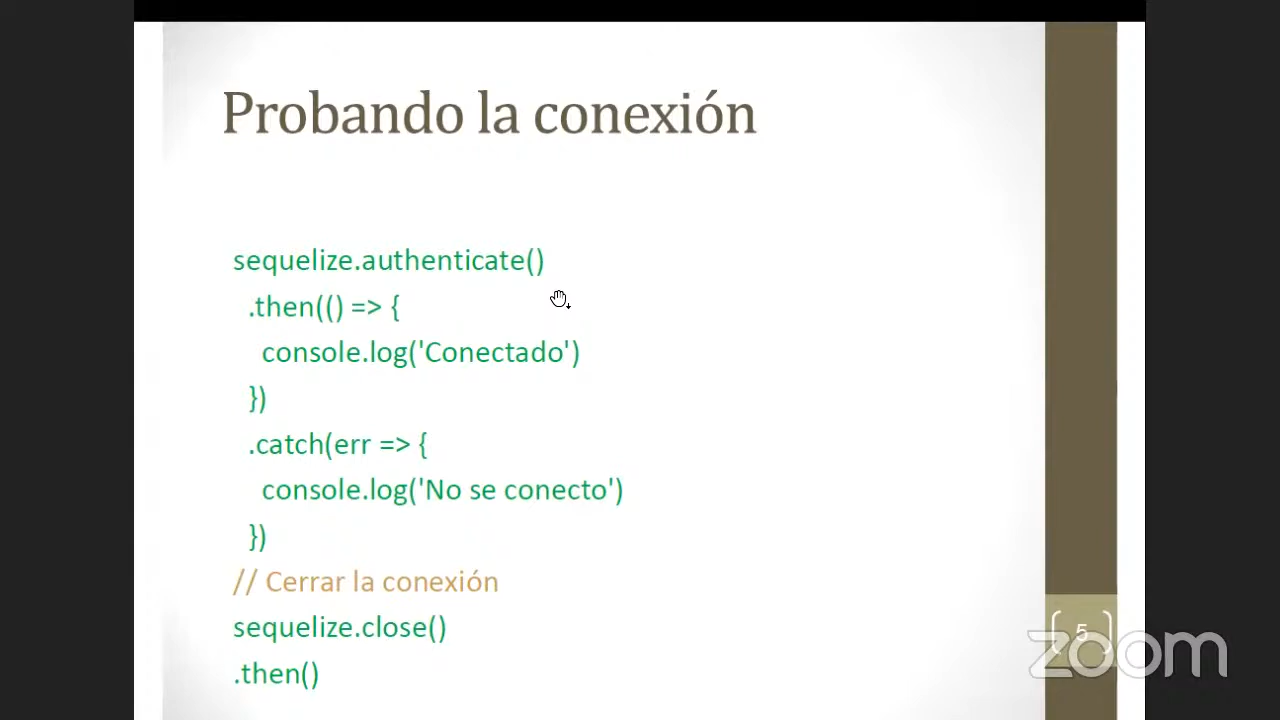 Probando la conexión
sequelize.authenticate()
.then(() => {
console.log('Conectado')
})
.catch(err => {
console.log('No se conecto')
})
// Cerrar la conexión
sequelize.close()
.then()
5
zoom